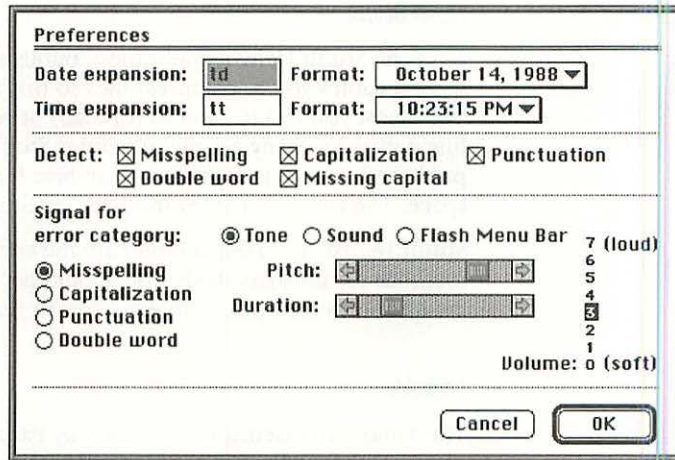 Preferences
Date expansion: td Format: October 14, 1988
Time expansion: tt Format: 10:23:15 PM
Detect: Misspelling Capitalization Punctuation
Double word Missing capital
Signal for
error category: Tone Sound Flash Menu Bar
7 (loud)
6
Misspelling Pitch: 5
Capitalization 4
Punctuation Duration: 3
Double word 2
1
Volume: 0 (soft)
Cancel OK